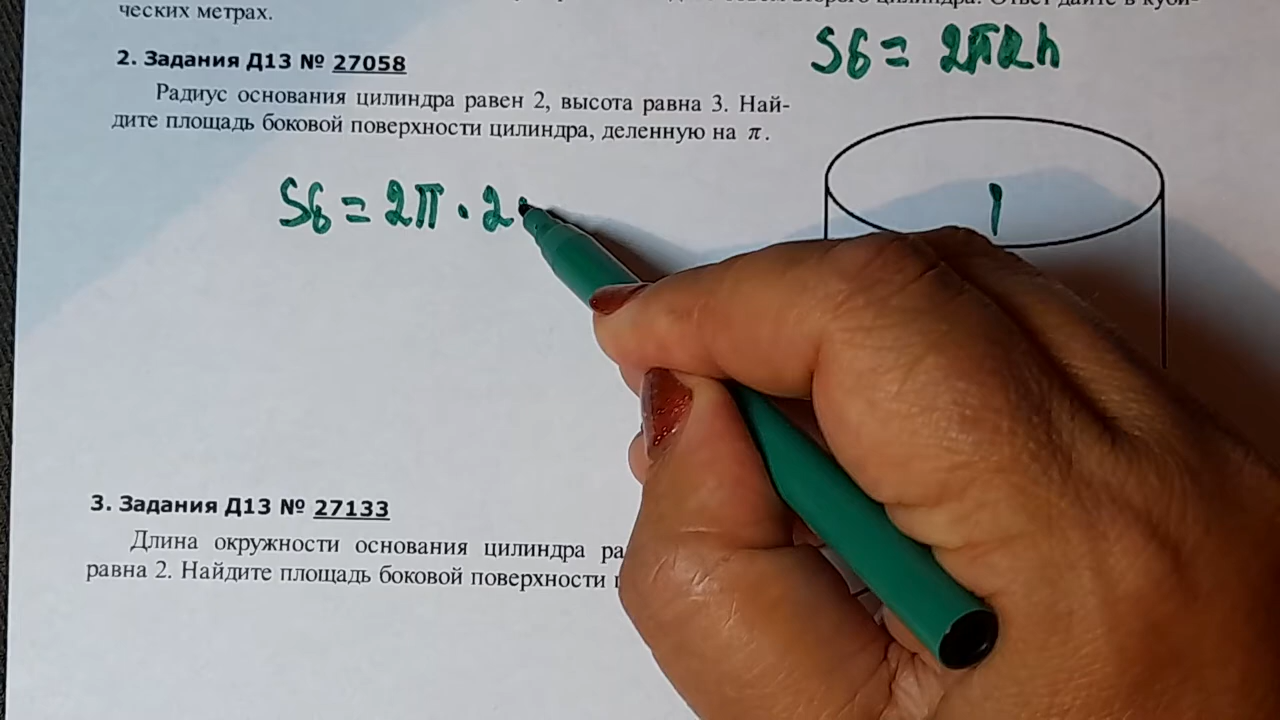 ческих метрах.
2. Задания Д13 № 27058
Sб = 2πRh
Радиус основания цилиндра равен 2, высота равна 3. Най-
дите площадь боковой поверхности цилиндра, деленную на π.
Sб = 2π · 2
3. Задания Д13 № 27133
Длина окружности основания цилиндра ра
равна 2. Найдите площадь боковой поверхности